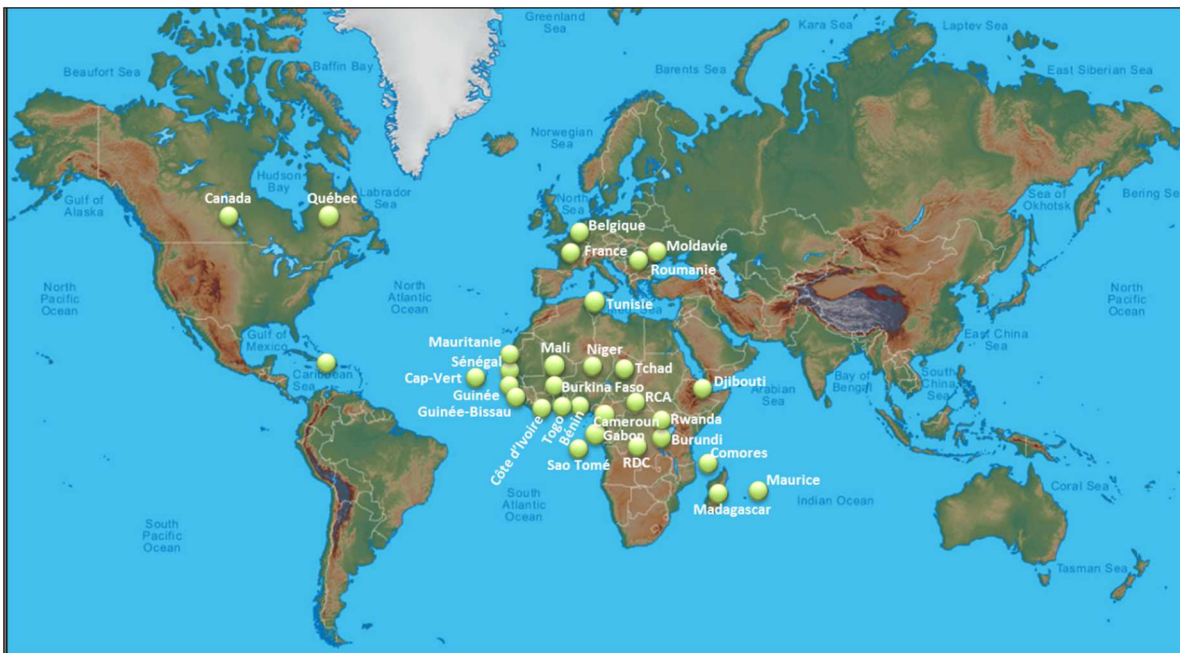 Greenland
Sea
Kara Sea
Laptev Sea
Beaufort Sea
Baffin Bay
Barents Sea
East Siberian Sea
Norwegian
Sea
Hudson
Bay
Labrador
Sea
Gulf of
Alaska
Canada
Québec
North
Sea
Sea of
Okhotsk
Bering Se
Belgique
France
Moldavie
Roumanie
North
Pacific
Ocean
North
Atlantic
Ocean
Tunisie
Sea
North
Pacific
Ocean
Gulf of
Mexico
East China
Sea
Mauritanie
Sénégal
Mali
Niger
Tchad
Caribbean
Sea
Cap-Vert
Burkina Faso
Djibouti
Arabian
Sea
Bay of
Bengal
South
China
Sea
Guinée
Guinée-Bissau
RCA
Côte d'Ivoire
Togo
Bénin
Cameroun
Gabon
Rwanda
Burundi
Sao Tomé
RDC
Comores
Maurice
Madagascar
South
Atlantic
Ocean
Indian Ocean
Coral Sea
South
Pacific
Ocean
Tasman Sea